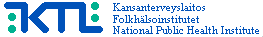 KTL
Kansanterveyslaitos
Folkhälsoinstitutet
National Public Health Institute